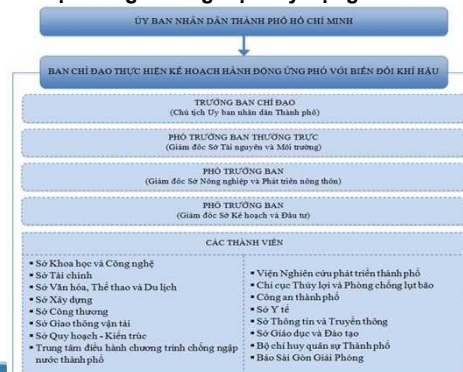 ỦY BAN NHÂN DÂN THÀNH PHỐ HỒ CHÍ MINH
BAN CHỈ ĐẠO THỰC HIỆN KẾ HOẠCH HÀNH ĐỘNG ỨNG PHÓ VỚI BIẾN ĐỔI KHÍ HẬU
TRƯỞNG BAN CHỈ ĐẠO
(Chủ tịch Uy ban nhân dân Thành phố)
PHÓ TRƯỞNG BAN THƯỜNG TRỰC
(Giám đốc Sở Tài nguyên và Môi trường)
PHÓ TRƯỞNG BAN
(Giám đốc Sở Nông nghiệp và Phát triển nông thôn)
PHÓ TRƯỞNG BAN
(Giám đốc Sở Kế hoạch và Đầu tư)
CÁC THÀNH VIÊN
▪ Sở Khoa học và Công nghệ
▪ Sở Tài chính
▪ Sở Văn hóa, Thể thao và Du lịch
▪ Sở Xây dựng
▪ Sở Công thương
▪ Sở Giao thông vận tải
▪ Sở Quy hoạch - Kiến trúc
▪ Trung tâm điều hành chương trình chống ngập
nước thành phố
▪ Viện Nghiên cứu phát triển thành phố
▪ Chi cục Thủy lợi và Phòng chống lụt bão
▪ Công an thành phố
▪ Sở Y tế
▪ Sở Thông tin và Truyền thông
▪ Sở Giáo dục và Đào tạo
▪ Bộ chỉ huy quân sự Thành phố
▪ Báo Sài Gòn Giải Phóng